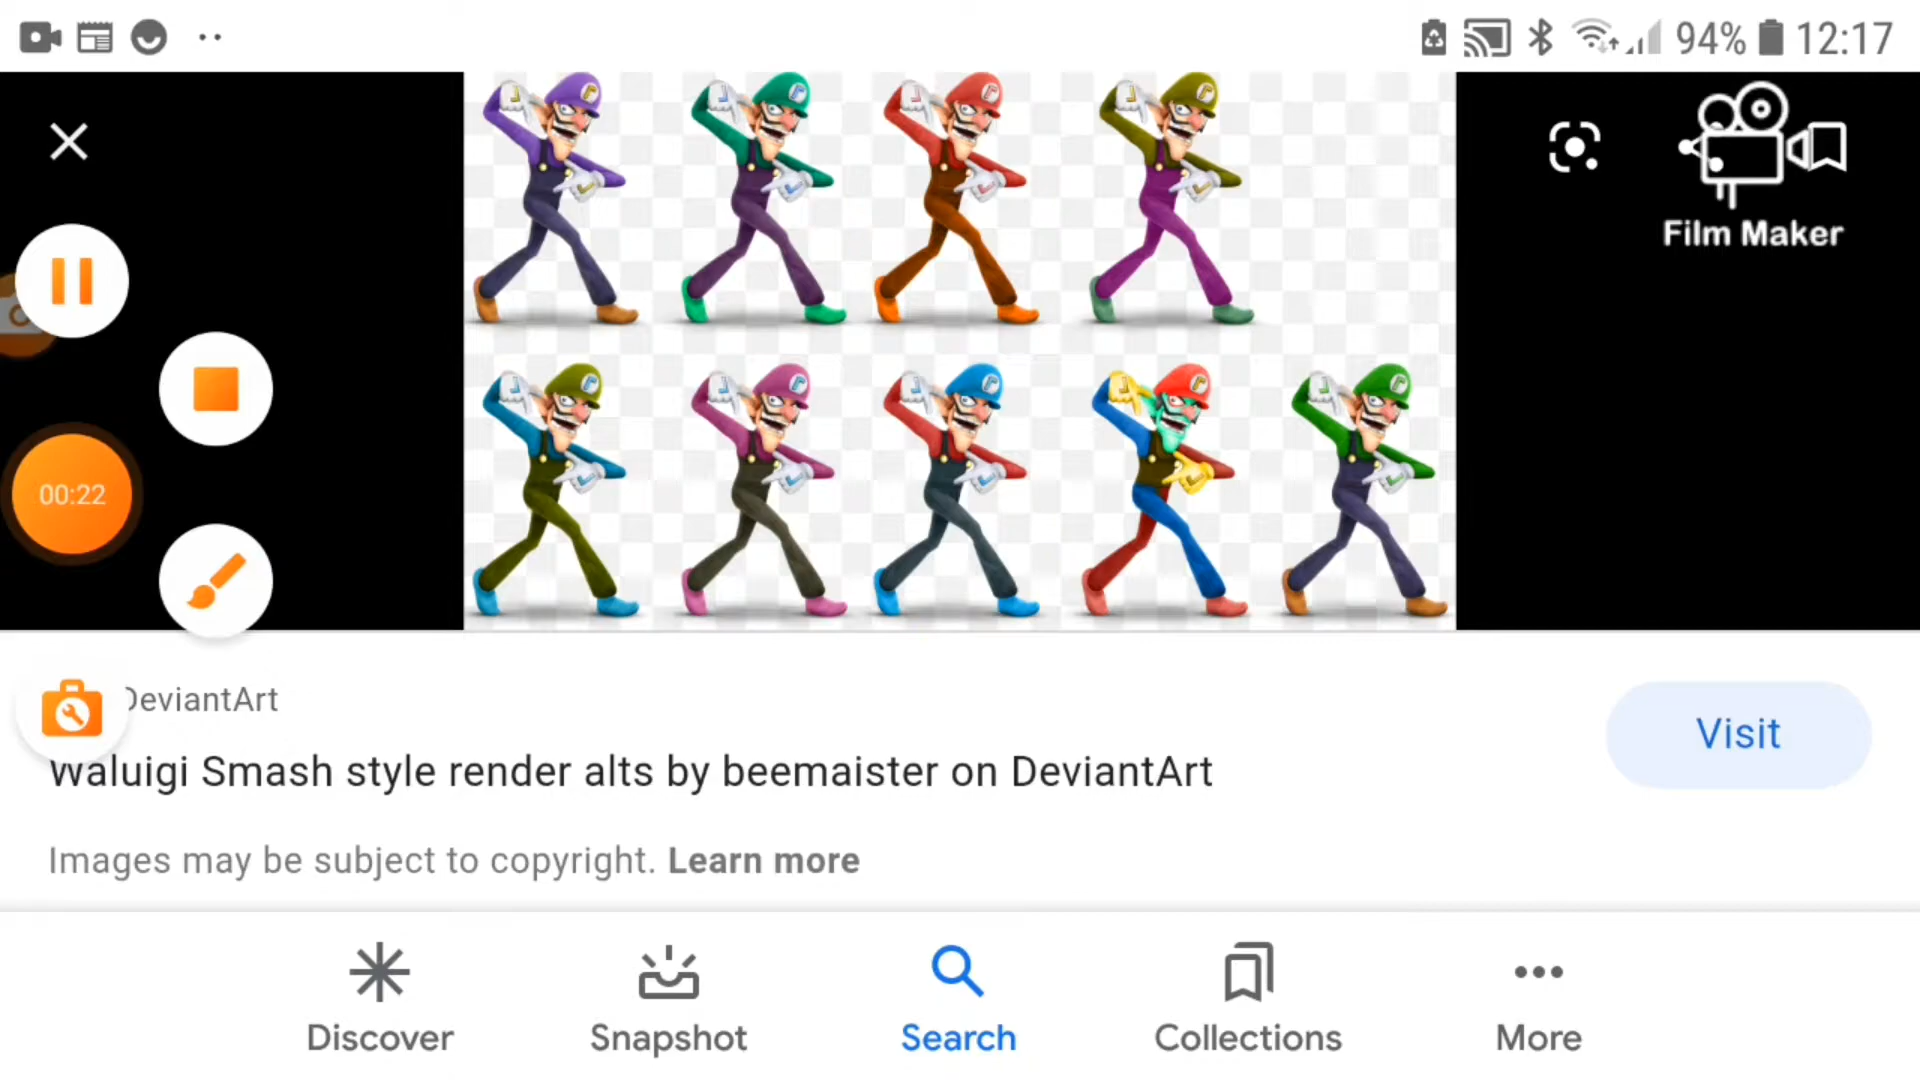 94% 12:17
Film Maker
00:22
DeviantArt
Visit
Waluigi Smash style render alts by beemaister on DeviantArt
Images may be subject to copyright. Learn more
Discover
Snapshot
Search
Collections
More